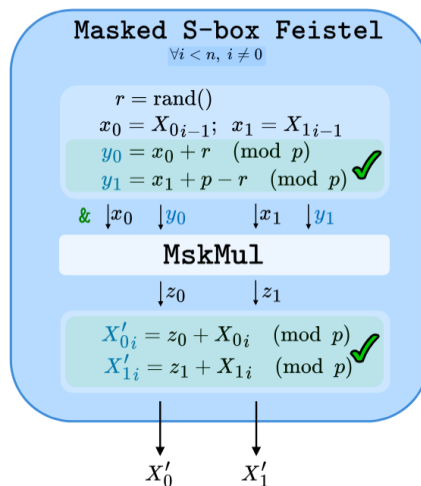 Masked S-box Feistel
∀i < n, i ≠ 0
r = rand()
x₀ = X₀ᵢ₋₁; x₁ = X₁ᵢ₋₁
y₀ = x₀ + r (mod p)
y₁ = x₁ + p − r (mod p)
& ↓x₀ ↓y₀ ↓x₁ ↓y₁
MskMul
↓z₀ ↓z₁
X′₀ᵢ = z₀ + X₀ᵢ (mod p)
X′₁ᵢ = z₁ + X₁ᵢ (mod p)
X′₀ X′₁